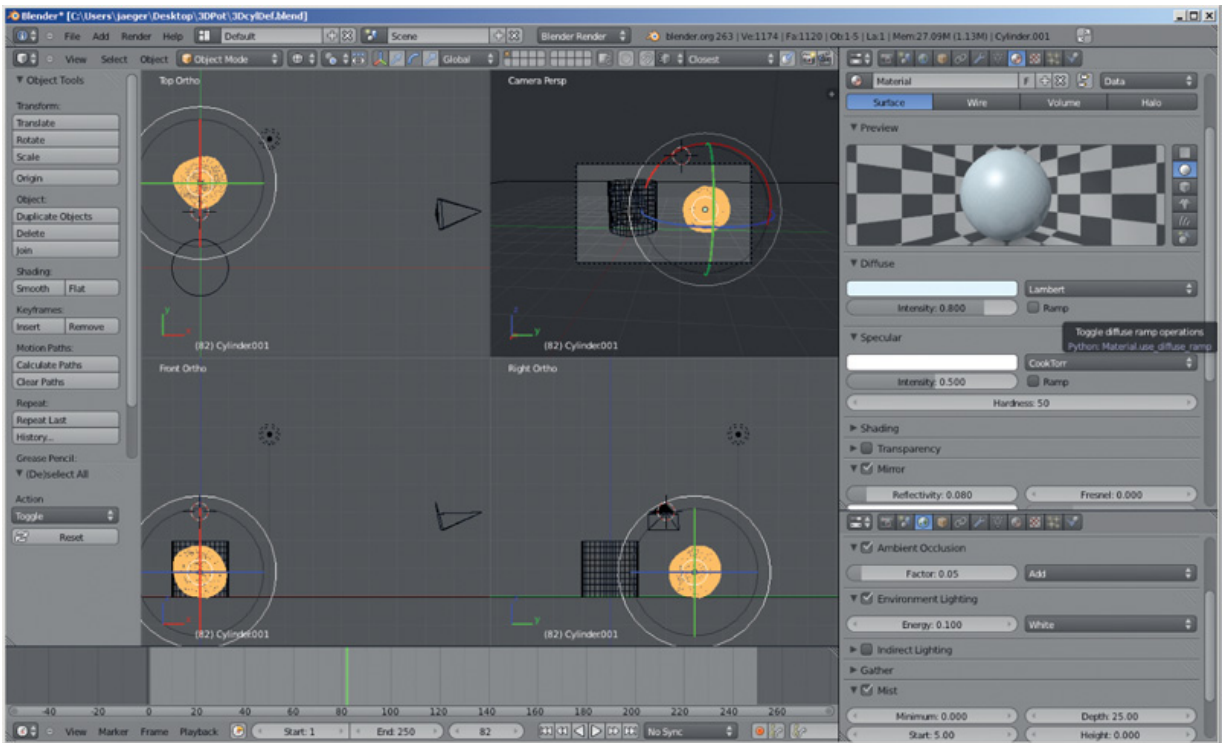 Blender* [C:\Users\jaeger\Desktop\3DPot\3DcylDef.blend]
File Add Render Help Default Scene Blender Render blender.org 263 | Ve:1174 | Fa:1120 | Ob:1-5 | La:1 | Mem:27.09M (1.13M) | Cylinder.001
View Select Object Object Mode Global Closest
Object Tools
Transform:
Translate
Rotate
Scale
Origin
Object:
Duplicate Objects
Delete
Join
Shading:
Smooth Flat
Keyframes:
Insert Remove
Motion Paths:
Calculate Paths
Clear Paths
Repeat:
Repeat Last
History...
Grease Pencil:
(De)select All
Action
Toggle
Reset
Top Ortho
y
x
(82) Cylinder.001
Camera Persp
z
y
(82) Cylinder.001
Front Ortho
(82) Cylinder.001
Right Ortho
y
(82) Cylinder.001
-40 -20 0 20 40 60 80 100 120 140 160 180 200 220 240 260
View Marker Frame Playback Start: 1 End: 250 82 No Sync
Material F Data
Surface Wire Volume Halo
Preview
Diffuse
Lambert
Intensity: 0.800 Ramp
Toggle diffuse ramp operations
Python: Material.use_diffuse_ramp
Specular
CookTorr
Intensity: 0.500 Ramp
Hardness: 50
Shading
Transparency
Mirror
Reflectivity: 0.080 Fresnel: 0.000
Ambient Occlusion
Factor: 0.05 Add
Environment Lighting
Energy: 0.100 White
Indirect Lighting
Gather
Mist
Minimum: 0.000 Depth: 25.00
Start: 5.00 Height: 0.000